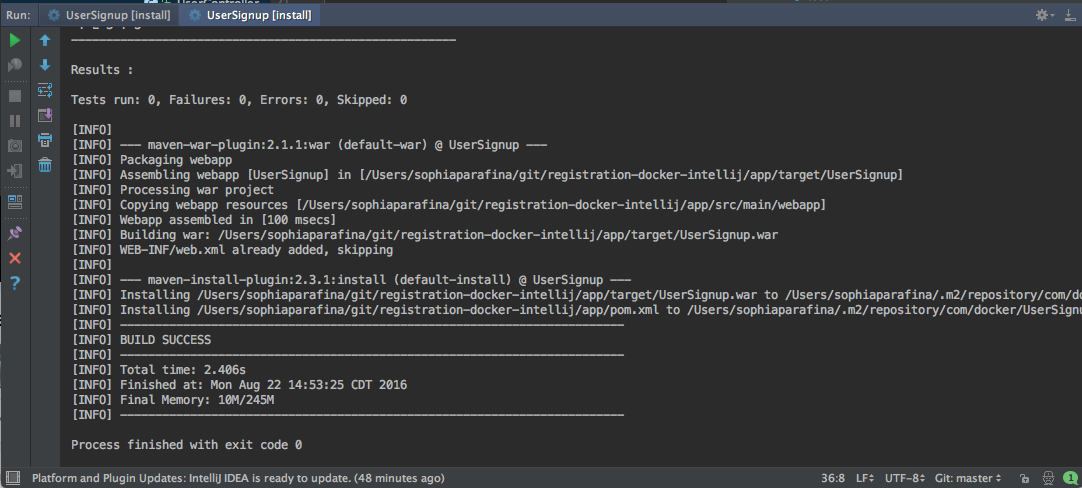 Run: UserSignup [install] UserSignup [install]
Results :
Tests run: 0, Failures: 0, Errors: 0, Skipped: 0
[INFO]
[INFO] --- maven-war-plugin:2.1.1:war (default-war) @ UserSignup ---
[INFO] Packaging webapp
[INFO] Assembling webapp [UserSignup] in [/Users/sophiaparafina/git/registration-docker-intellij/app/target/UserSignup]
[INFO] Processing war project
[INFO] Copying webapp resources [/Users/sophiaparafina/git/registration-docker-intellij/app/src/main/webapp]
[INFO] Webapp assembled in [100 msecs]
[INFO] Building war: /Users/sophiaparafina/git/registration-docker-intellij/app/target/UserSignup.war
[INFO] WEB-INF/web.xml already added, skipping
[INFO]
[INFO] --- maven-install-plugin:2.3.1:install (default-install) @ UserSignup ---
[INFO] Installing /Users/sophiaparafina/git/registration-docker-intellij/app/target/UserSignup.war to /Users/sophiaparafina/.m2/repository/com/do
[INFO] Installing /Users/sophiaparafina/git/registration-docker-intellij/app/pom.xml to /Users/sophiaparafina/.m2/repository/com/docker/UserSignu
[INFO] ------------------------------------------------------------------------
[INFO] BUILD SUCCESS
[INFO] ------------------------------------------------------------------------
[INFO] Total time: 2.406s
[INFO] Finished at: Mon Aug 22 14:53:25 CDT 2016
[INFO] Final Memory: 10M/245M
[INFO] ------------------------------------------------------------------------
Process finished with exit code 0
Platform and Plugin Updates: IntelliJ IDEA is ready to update. (48 minutes ago) 36:8 LF UTF-8 Git: master 1